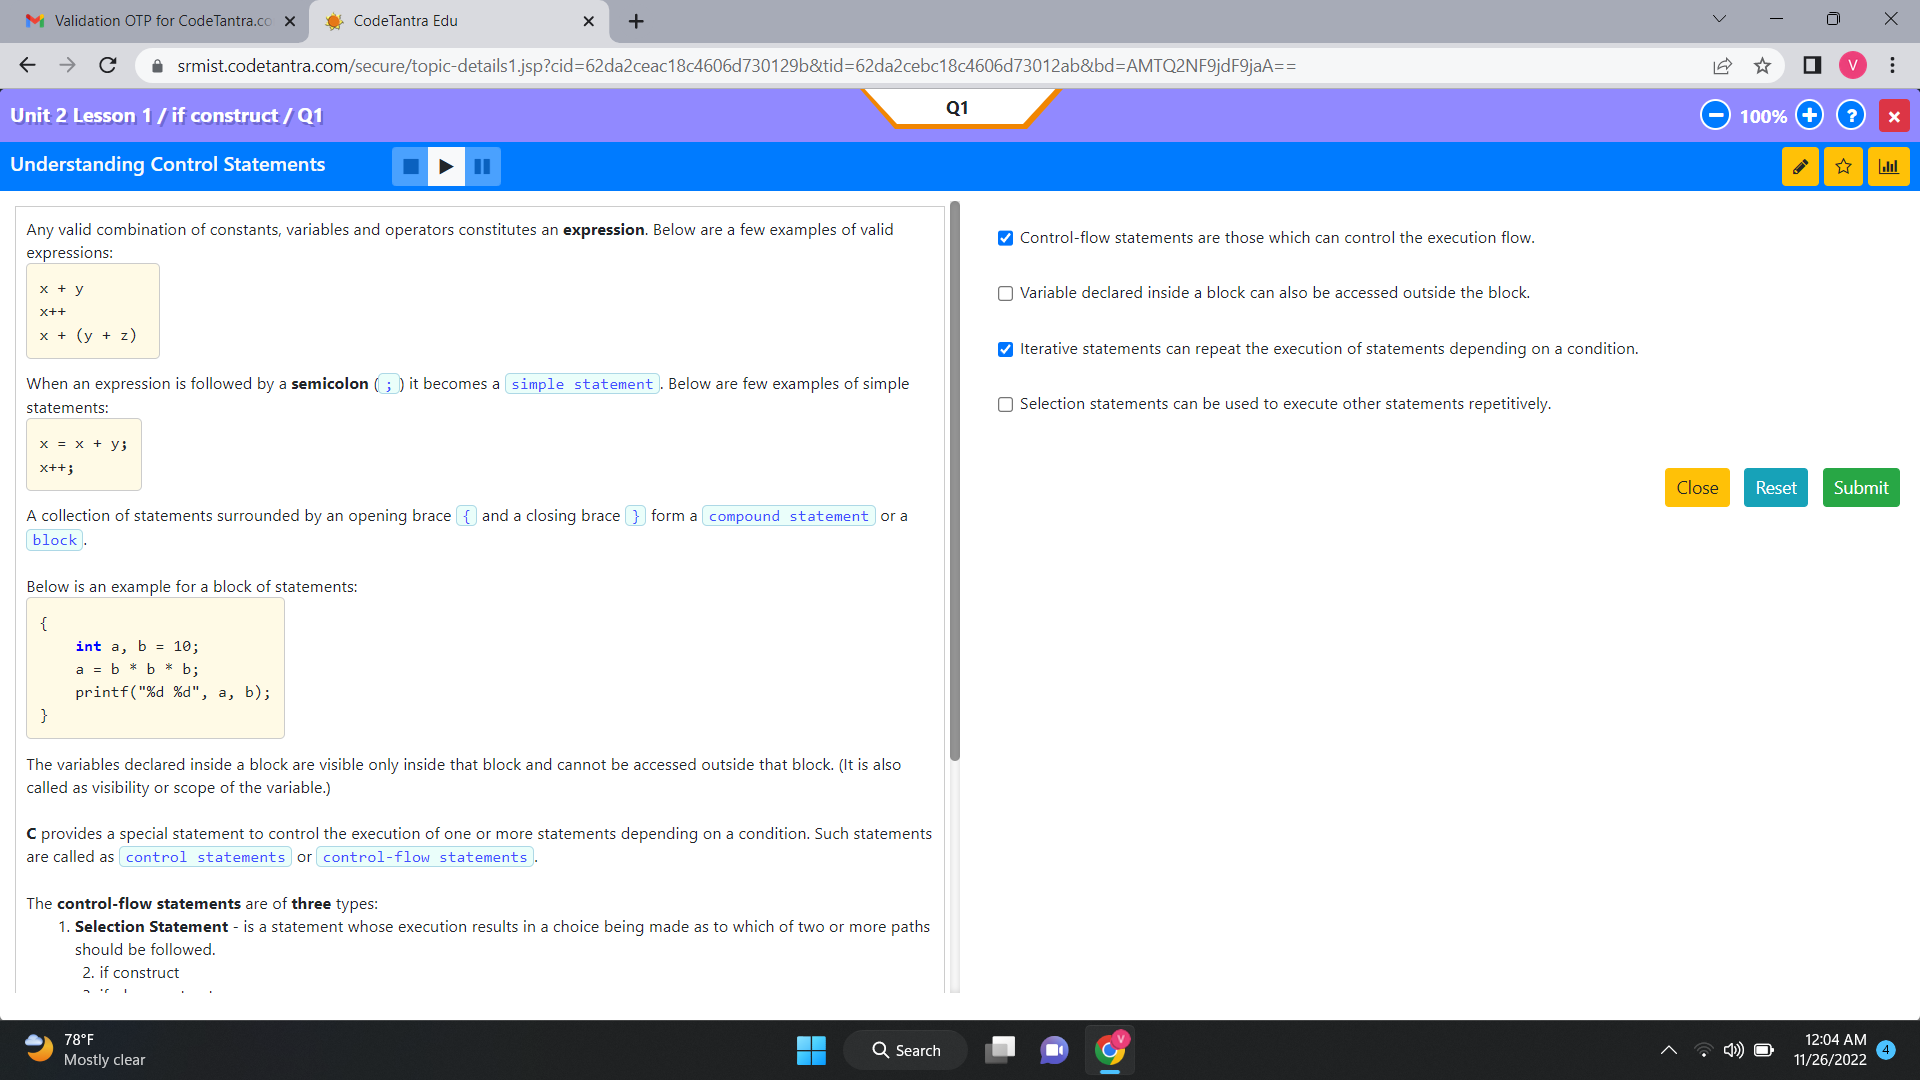 Validation OTP for CodeTantra.co
CodeTantra Edu
srmist.codetantra.com/secure/topic-details1.jsp?cid=62da2ceac18c4606d730129b&tid=62da2cebc18c4606d73012ab&bd=AMTQ2NF9jdF9jaA==
V
Unit 2 Lesson 1 / if construct / Q1
Q1
100%
?
Understanding Control Statements
Any valid combination of constants, variables and operators constitutes an expression. Below are a few examples of valid
expressions:
x + y
x++
x + (y + z)
When an expression is followed by a semicolon ( ; ) it becomes a simple statement. Below are few examples of simple
statements:
x = x + y;
x++;
A collection of statements surrounded by an opening brace { and a closing brace } form a compound statement or a
block.
Below is an example for a block of statements:
{
int a, b = 10;
a = b * b * b;
printf("%d %d", a, b);
}
The variables declared inside a block are visible only inside that block and cannot be accessed outside that block. (It is also
called as visibility or scope of the variable.)
C provides a special statement to control the execution of one or more statements depending on a condition. Such statements
are called as control statements or control-flow statements.
The control-flow statements are of three types:
1. Selection Statement - is a statement whose execution results in a choice being made as to which of two or more paths
should be followed.
2. if construct
Control-flow statements are those which can control the execution flow.
Variable declared inside a block can also be accessed outside the block.
Iterative statements can repeat the execution of statements depending on a condition.
Selection statements can be used to execute other statements repetitively.
Close
Reset
Submit
78°F
Mostly clear
Search
V
12:04 AM
11/26/2022
4